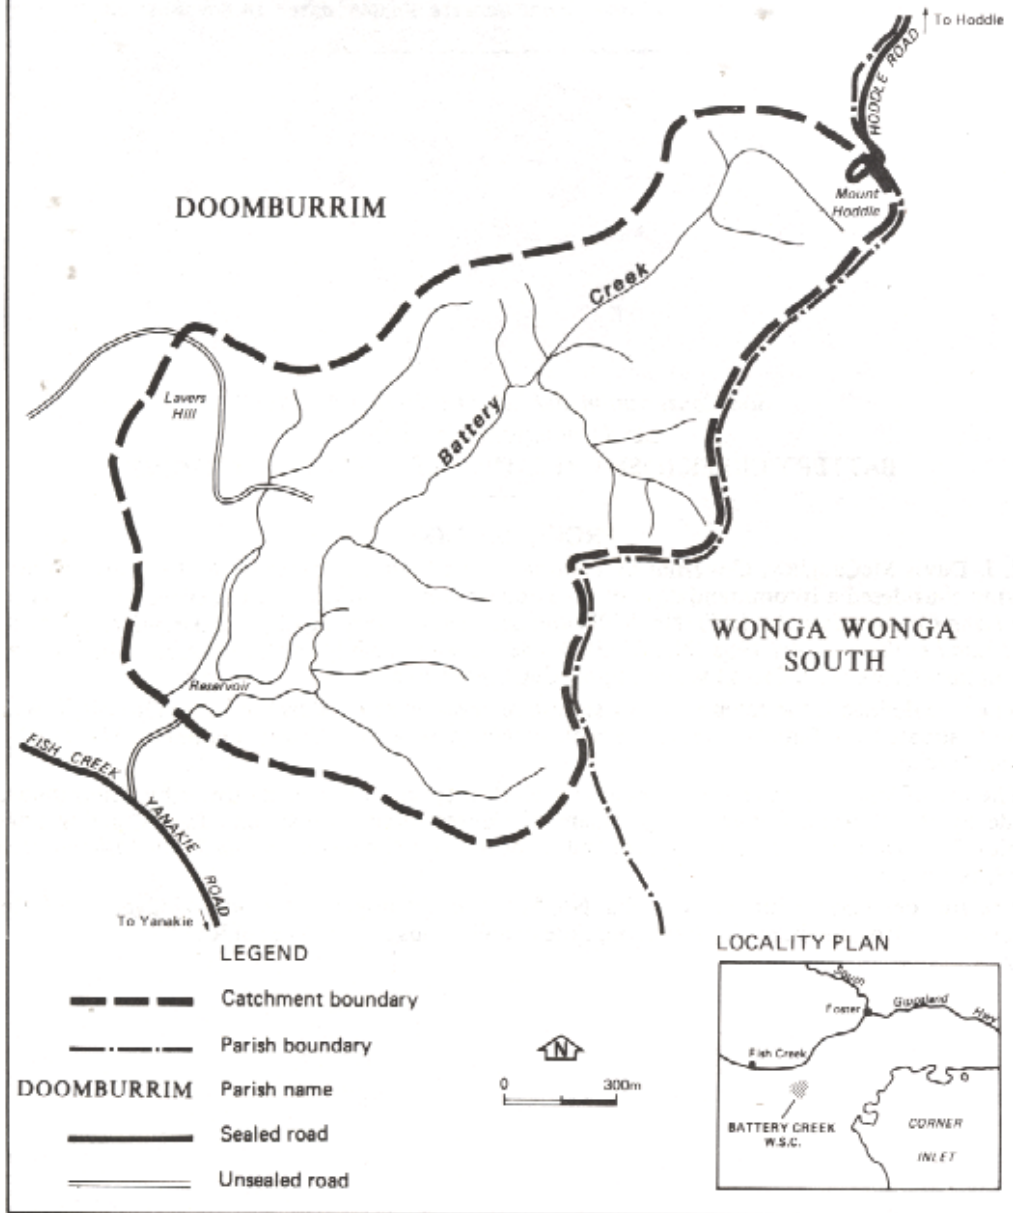 To Hoddle
HODDLE ROAD
Mount
Hoddle
DOOMBURRIM
Creek
Lavers
Hill
Battery
WONGA WONGA
SOUTH
Reservoir
FISH CREEK YANAKIE ROAD
To Yanakie
LEGEND
Catchment boundary
Parish boundary
DOOMBURRIM Parish name
Sealed road
Unsealed road
N
0 300m
LOCALITY PLAN
South Gippsland Hwy
Foster
Fish Creek
BATTERY CREEK
W.S.C.
CORNER
INLET